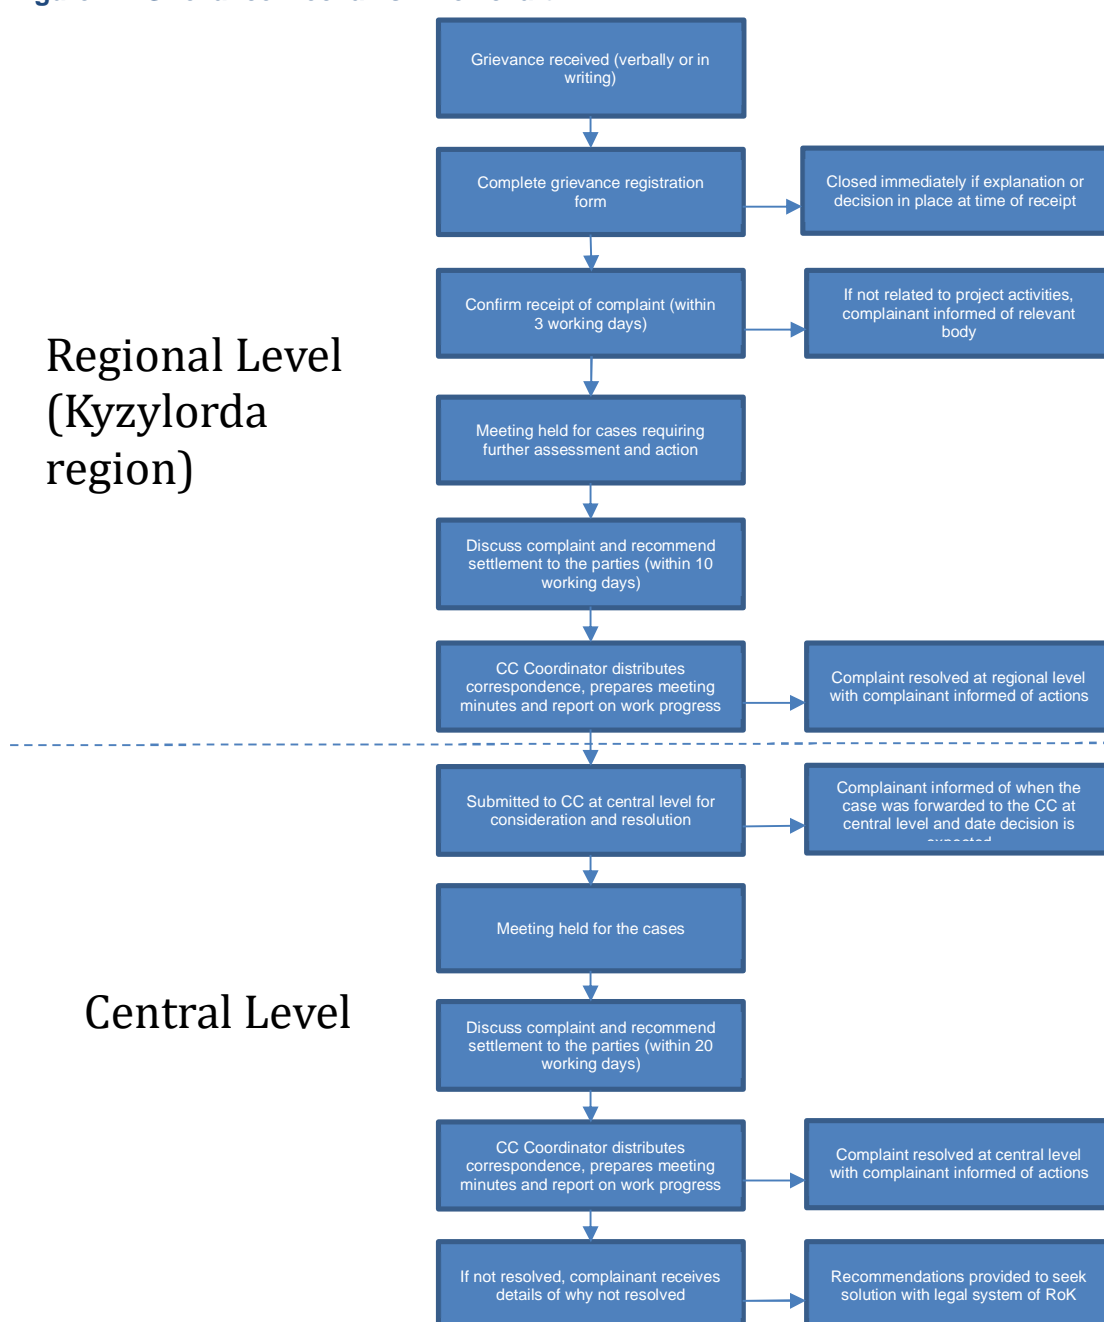 Grievance received (verbally or in
writing)
Complete grievance registration
form
Closed immediately if explanation or
decision in place at time of receipt
Confirm receipt of complaint (within
3 working days)
If not related to project activities,
complainant informed of relevant
body
Regional Level
(Kyzylorda
region)
Meeting held for cases requiring
further assessment and action
Discuss complaint and recommend
settlement to the parties (within 10
working days)
CC Coordinator distributes
correspondence, prepares meeting
minutes and report on work progress
Complaint resolved at regional level
with complainant informed of actions
Submitted to CC at central level for
consideration and resolution
Complainant informed of when the
case was forwarded to the CC at
central level and date decision is
expected
Meeting held for the cases
Central Level
Discuss complaint and recommend
settlement to the parties (within 20
working days)
CC Coordinator distributes
correspondence, prepares meeting
minutes and report on work progress
Complaint resolved at central level
with complainant informed of actions
If not resolved, complainant receives
details of why not resolved
Recommendations provided to seek
solution with legal system of RoK